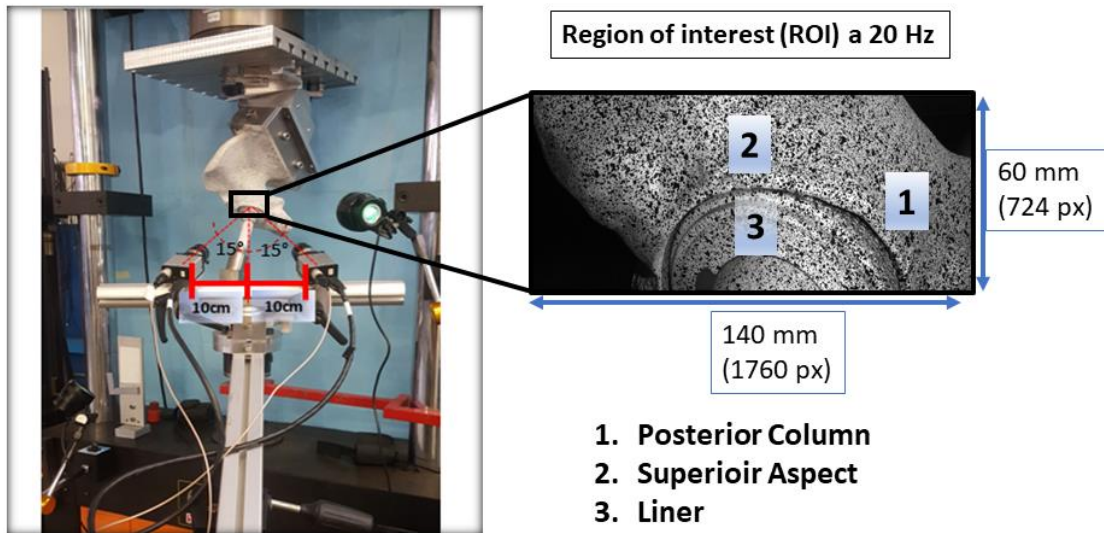 Region of interest (ROI) a 20 Hz
15° 15°
10cm 10cm
2
1
3
60 mm
(724 px)
140 mm
(1760 px)
1. Posterior Column
2. Superioir Aspect
3. Liner